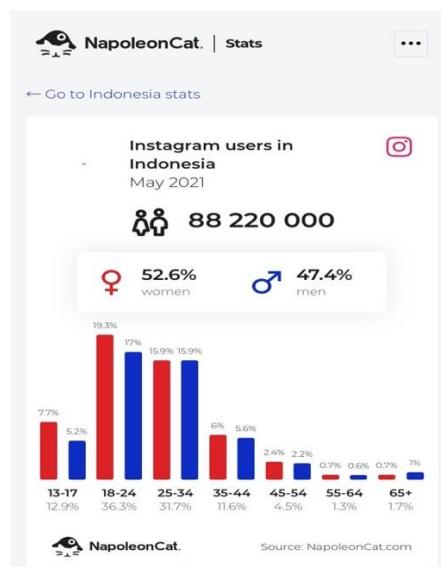 NapoleonCat. | Stats
← Go to Indonesia stats
Instagram users in
Indonesia
May 2021
88 220 000
52.6%
women
47.4%
men
19.3%
17%
15.9% 15.9%
7.7%
5.2%
6% 5.6%
2.4% 2.2%
0.7% 0.6% 0.7% 1%
13-17 18-24 25-34 35-44 45-54 55-64 65+
12.9% 36.3% 31.7% 11.6% 4.5% 1.3% 1.7%
NapoleonCat. Source: NapoleonCat.com